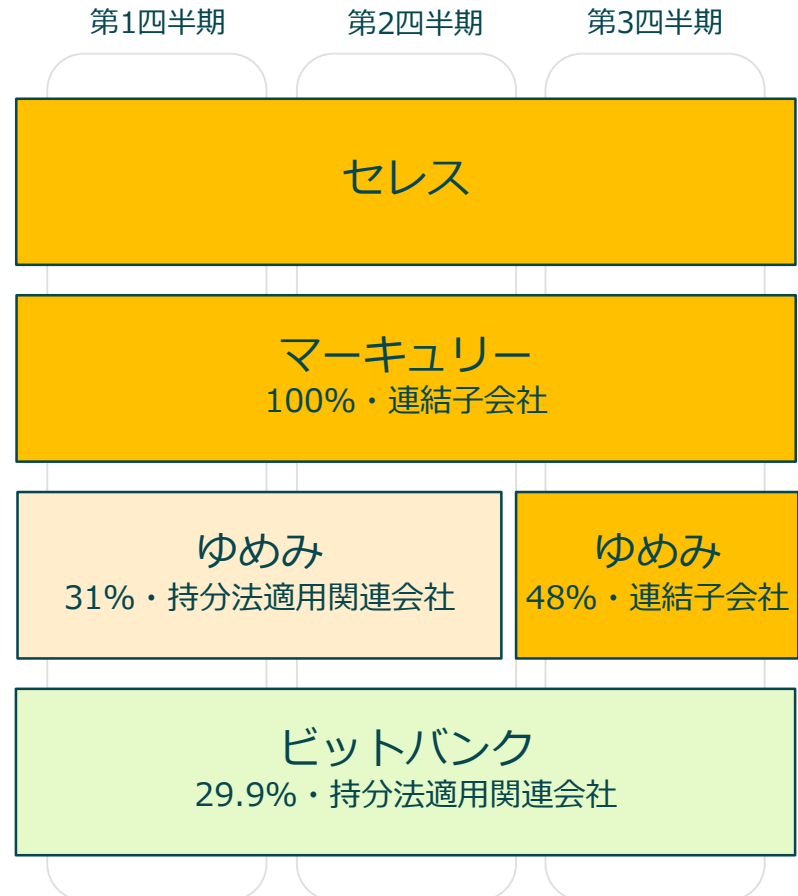 第1四半期
第2四半期
第3四半期
セレス
マーキュリー
100%・連結子会社
ゆめみ
31%・持分法適用関連会社
ゆめみ
48%・連結子会社
ビットバンク
29.9%・持分法適用関連会社